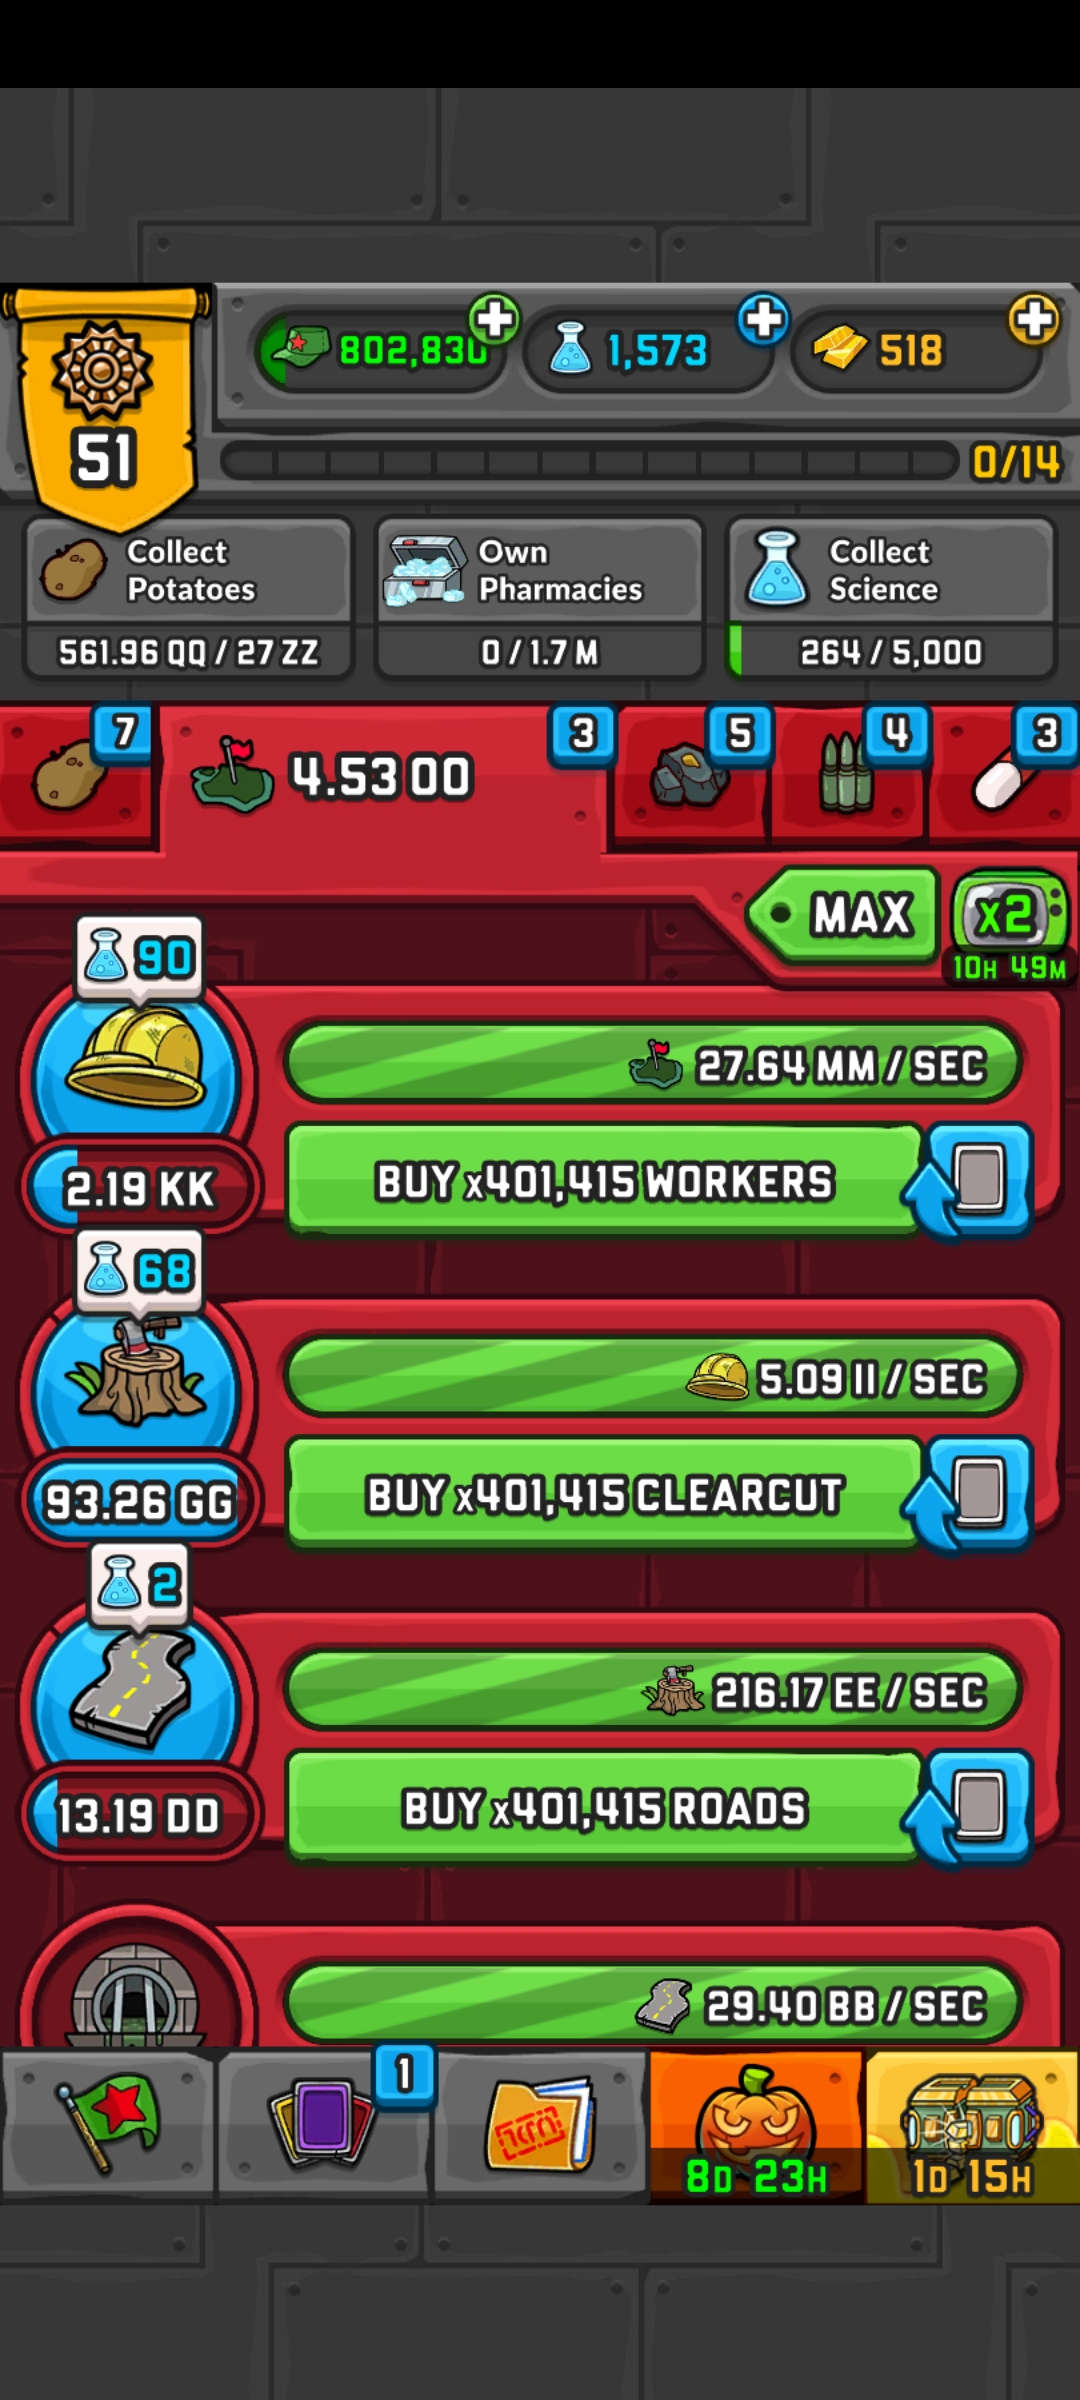 51
802,830
1,573
518
0/14
Collect
Potatoes
561.96 QQ / 27 ZZ
Own
Pharmacies
0 / 1.7 M
Collect
Science
264 / 5,000
7
4.53 OO
3
5
4
3
MAX
x2
10H 49M
90
27.64 MM / SEC
2.19 KK
BUY x401,415 WORKERS
68
5.09 II / SEC
93.26 GG
BUY x401,415 CLEARCUT
2
216.17 EE / SEC
13.19 DD
BUY x401,415 ROADS
29.40 BB / SEC
1
8D 23H
1D 15H